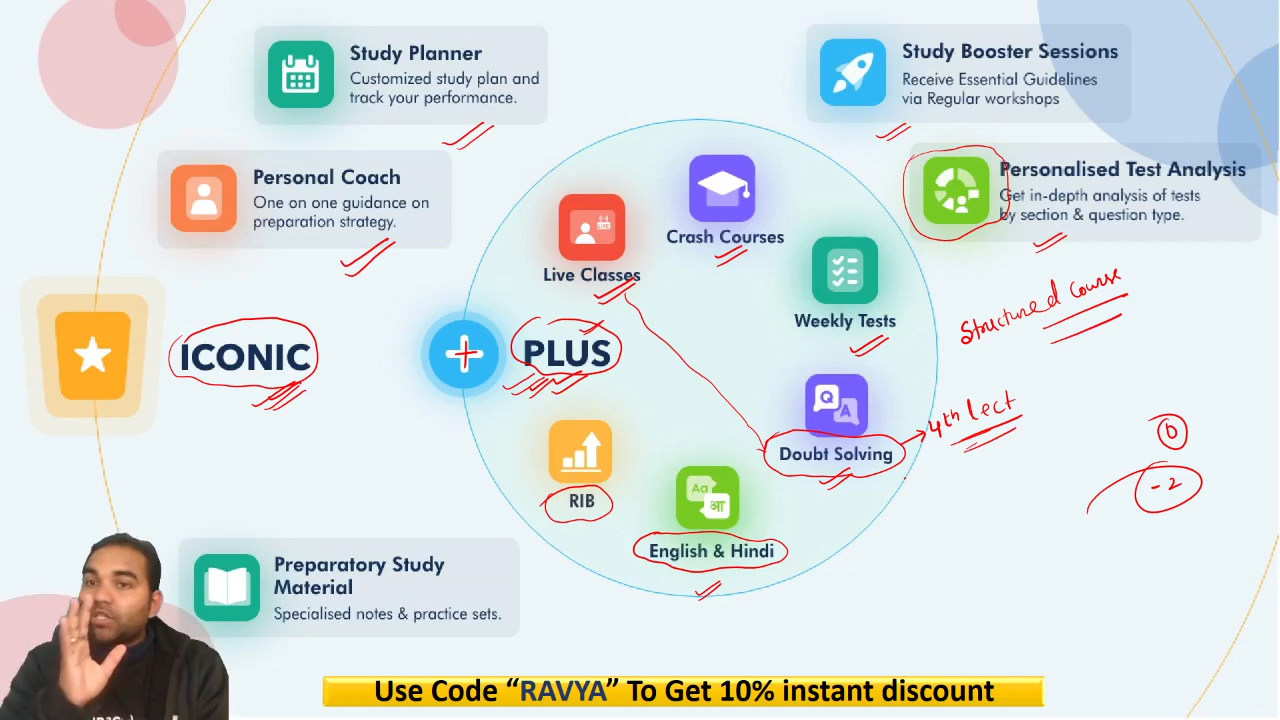 Study Planner
Customized study plan and
track your performance.
Study Booster Sessions
Receive Essential Guidelines
via Regular workshops
Personal Coach
One on one guidance on
preparation strategy.
Personalised Test Analysis
Get in-depth analysis of tests
by section & question type.
LIVE
Live Classes
Crash Courses
Weekly Tests
Structured course
ICONIC
+
PLUS
Q
A
Doubt Solving
4th lect
0
-2
RIB
Aa
आ
English & Hindi
Preparatory Study
Material
Specialised notes & practice sets.
Use Code “RAVYA” To Get 10% instant discount